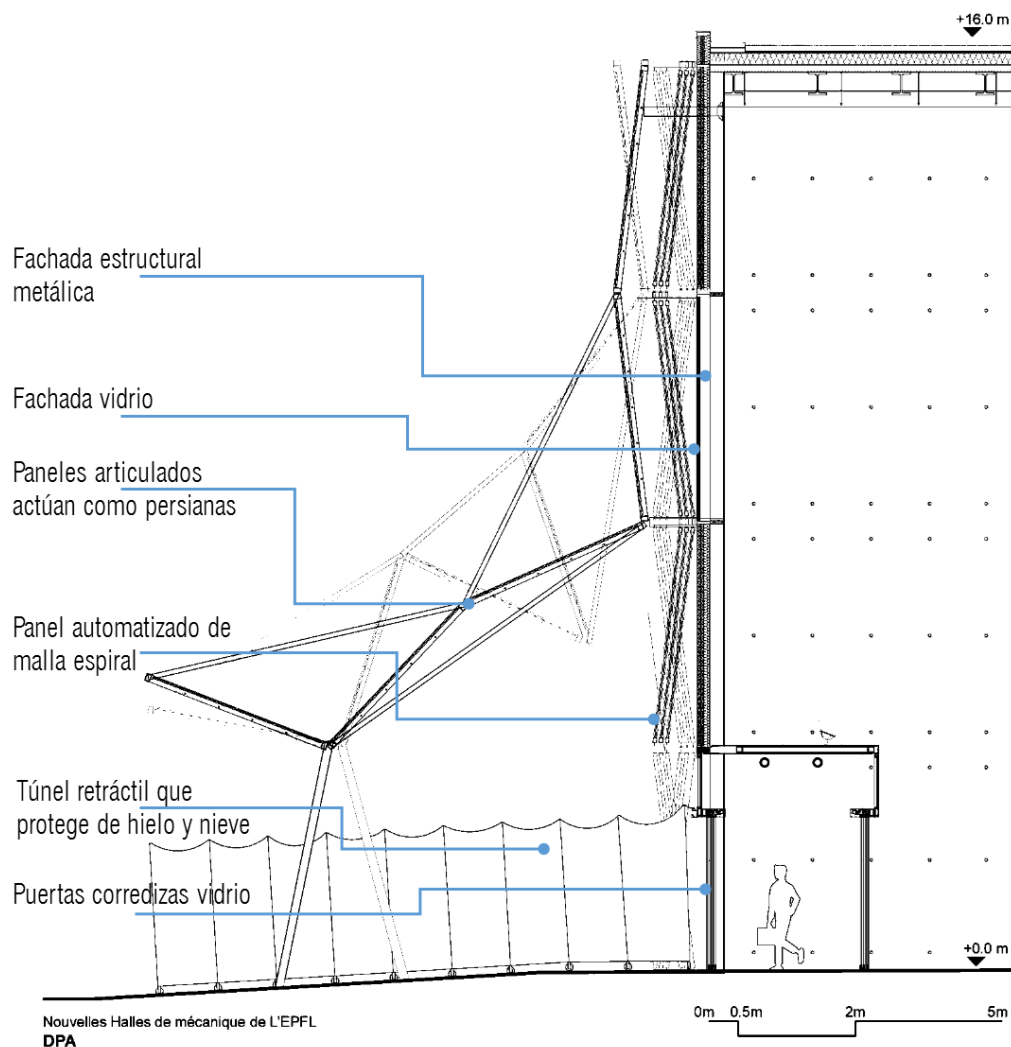 +16.0 m
Fachada estructural
metálica
Fachada vidrio
Paneles articulados
actúan como persianas
Panel automatizado de
malla espiral
Túnel retráctil que
protege de hielo y nieve
Puertas corredizas vidrio
+0.0 m
Nouvelles Halles de mécanique de L'EPFL
DPA
0m 0.5m 2m 5m